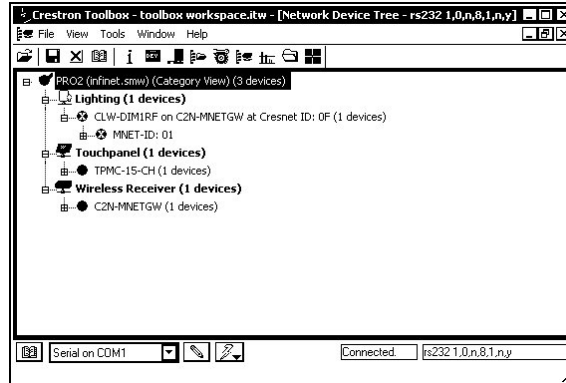 Crestron Toolbox - toolbox workspace.itw - [Network Device Tree - rs232 1,0,n,8,1,n,y]
File View Tools Window Help
i DEV
PRO2 (infinet.smw) (Category View) (3 devices)
Lighting (1 devices)
CLW-DIM1RF on C2N-MNETGW at Cresnet ID: 0F (1 devices)
MNET-ID: 01
Touchpanel (1 devices)
TPMC-15-CH (1 devices)
Wireless Receiver (1 devices)
C2N-MNETGW (1 devices)
Serial on COM1 Connected. rs232 1,0,n,8,1,n,y